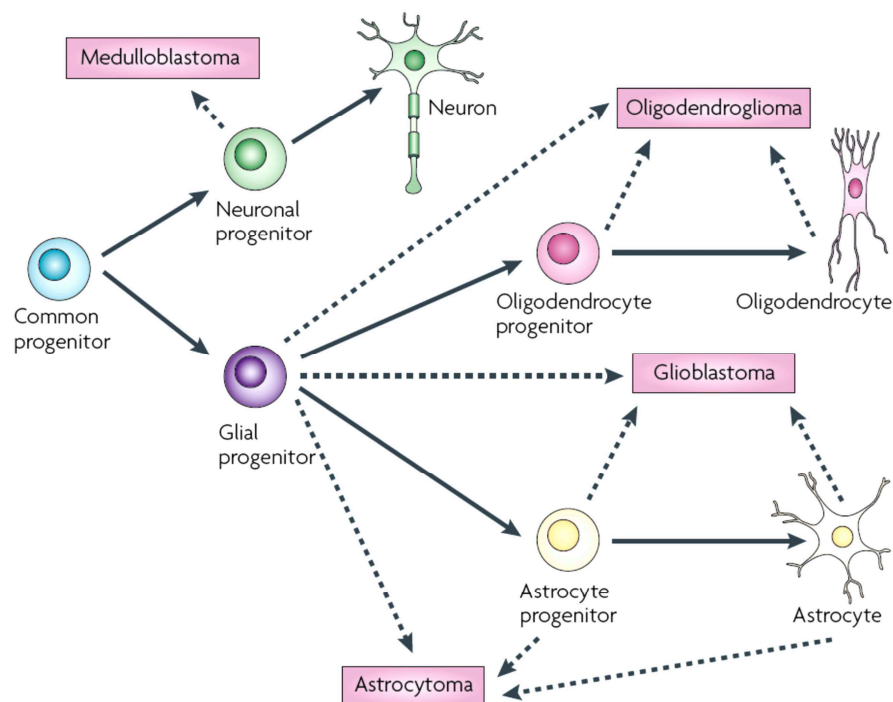 Medulloblastoma
Neuron
Oligodendroglioma
Neuronal
progenitor
Common
progenitor
Oligodendrocyte
progenitor
Oligodendrocyte
Glioblastoma
Glial
progenitor
Astrocyte
progenitor
Astrocyte
Astrocytoma